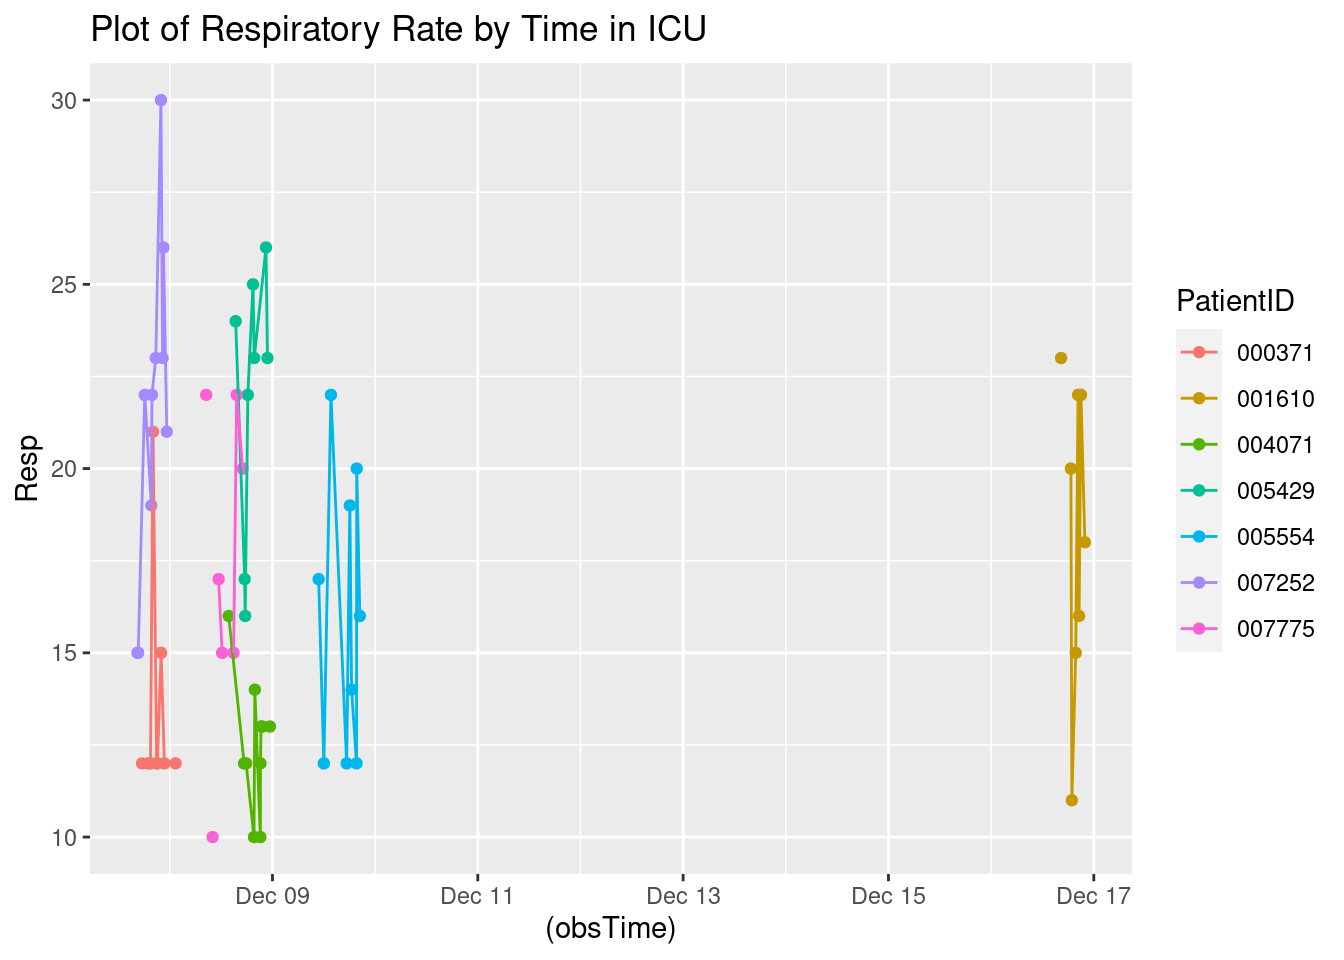 Plot of Respiratory Rate by Time in ICU
30
25
20
15
10
Resp
Dec 09
Dec 11
Dec 13
Dec 15
Dec 17
(obsTime)
PatientID
000371
001610
004071
005429
005554
007252
007775